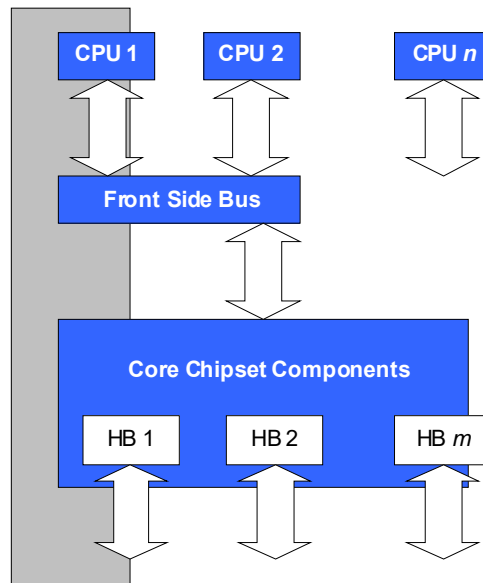 CPU 1
CPU 2
CPU n
Front Side Bus
Core Chipset Components
HB 1
HB 2
HB m